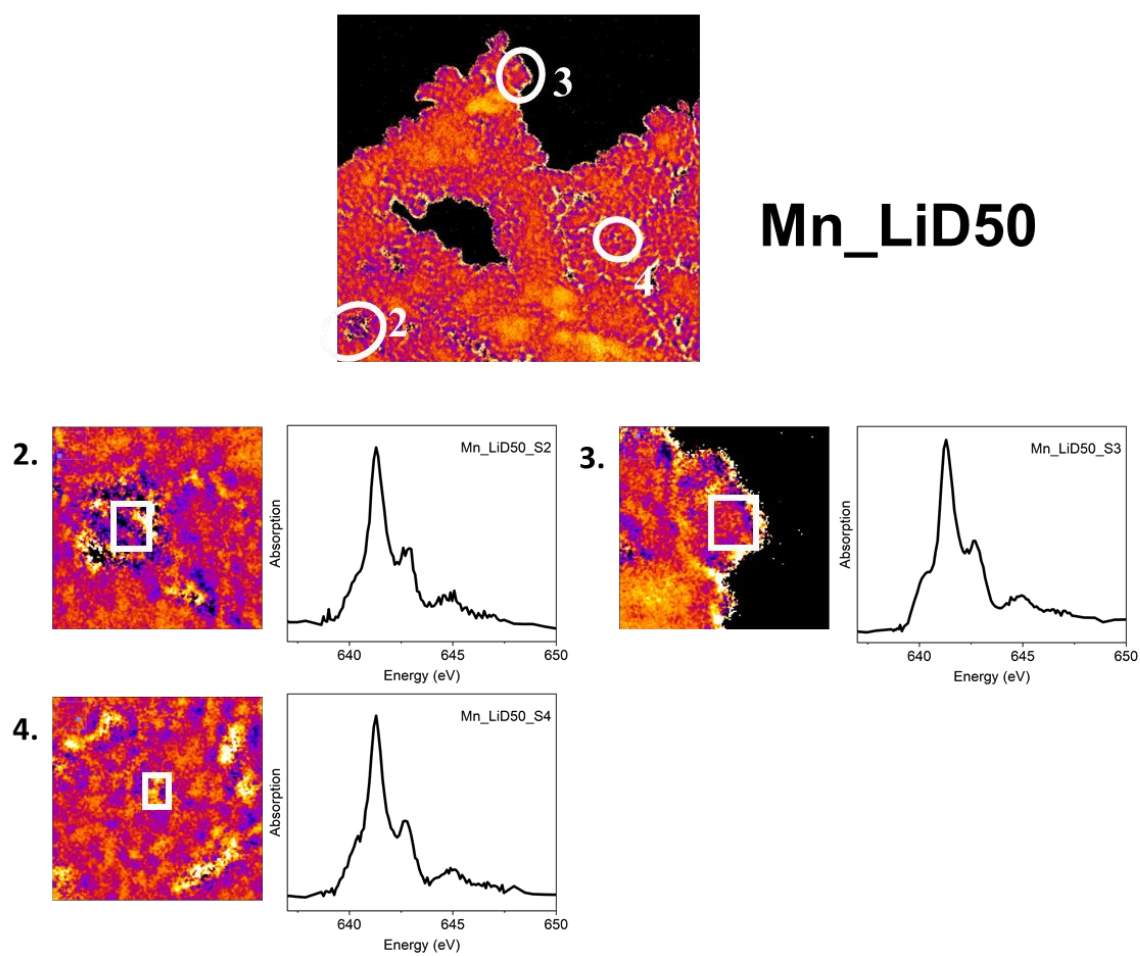 3
Mn_LiD50
4
2
2.
Mn_LiD50_S2
Absorption
640
645
650
Energy (eV)
3.
Mn_LiD50_S3
Absorption
640
645
650
Energy (eV)
4.
Mn_LiD50_S4
Absorption
640
645
650
Energy (eV)